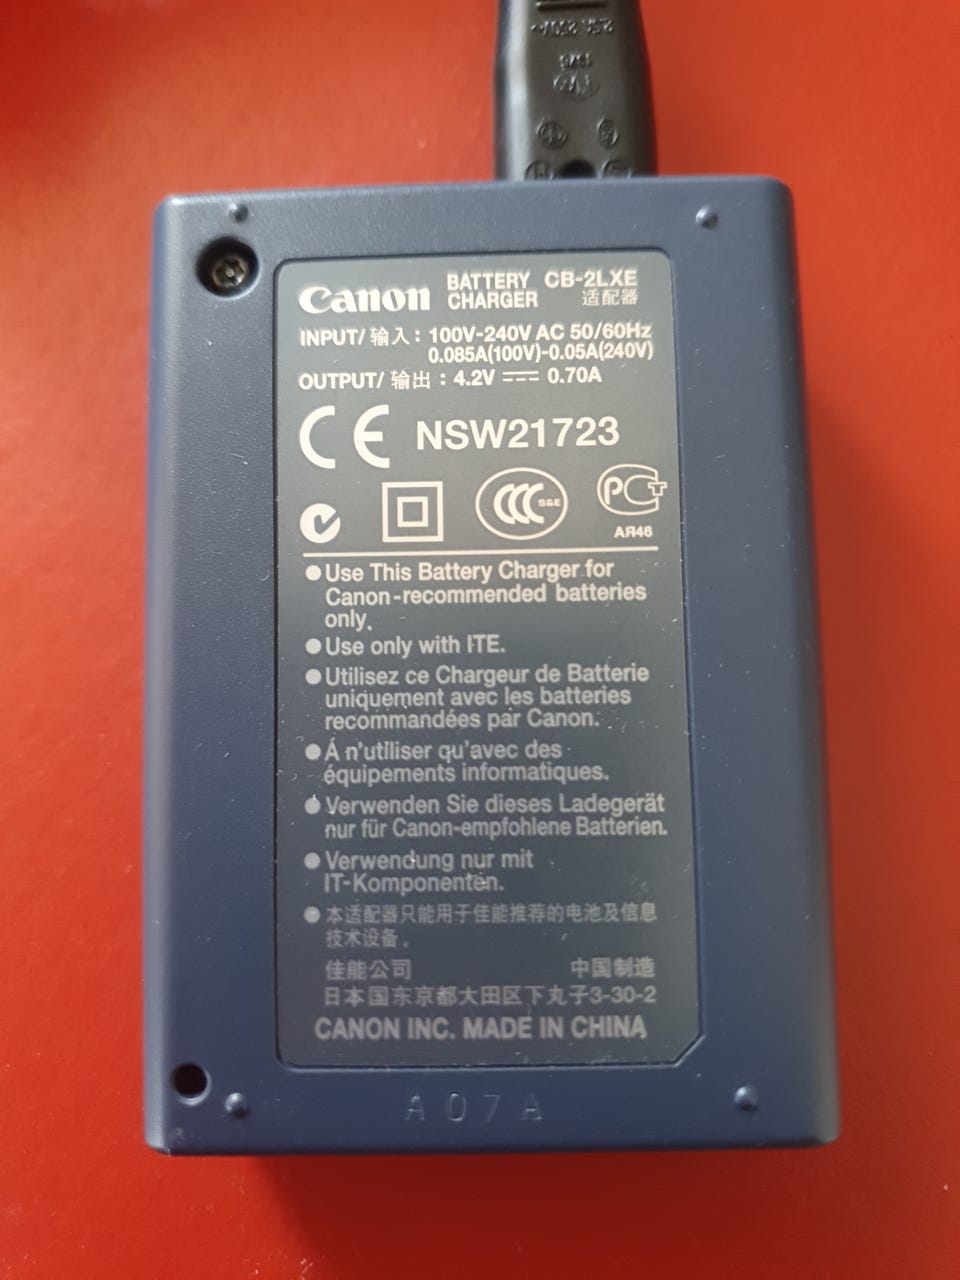 2.5A 250V~
Canon BATTERY CHARGER CB-2LXE
适配器
INPUT/ 输入 : 100V-240V AC 50/60Hz
0.085A(100V)-0.05A(240V)
OUTPUT/ 输出 : 4.2V 0.70A
CE NSW21723
CCC S&E PCT
АЯ46
●Use This Battery Charger for
Canon-recommended batteries
only.
●Use only with ITE.
●Utilisez ce Chargeur de Batterie
uniquement avec les batteries
recommandées par Canon.
●Á n'utiliser qu'avec des
équipements informatiques.
●Verwenden Sie dieses Ladegerät
nur für Canon-empfohlene Batterien.
●Verwendung nur mit
IT-Komponenten.
●本适配器只能用于佳能推荐的电池及信息
技术设备。
佳能公司 中国制造
日本国东京都大田区下丸子3-30-2
CANON INC. MADE IN CHINA
A07A